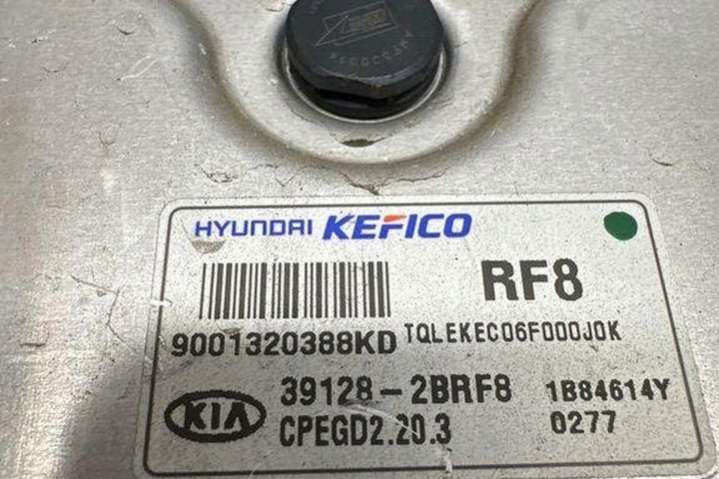 HYUNDAI KEFICO
RF8
9001320388KD TQLEKEC06F000J0K
39128-2BRF8 1B84614Y
KIA CPEGD2.20.3 0277